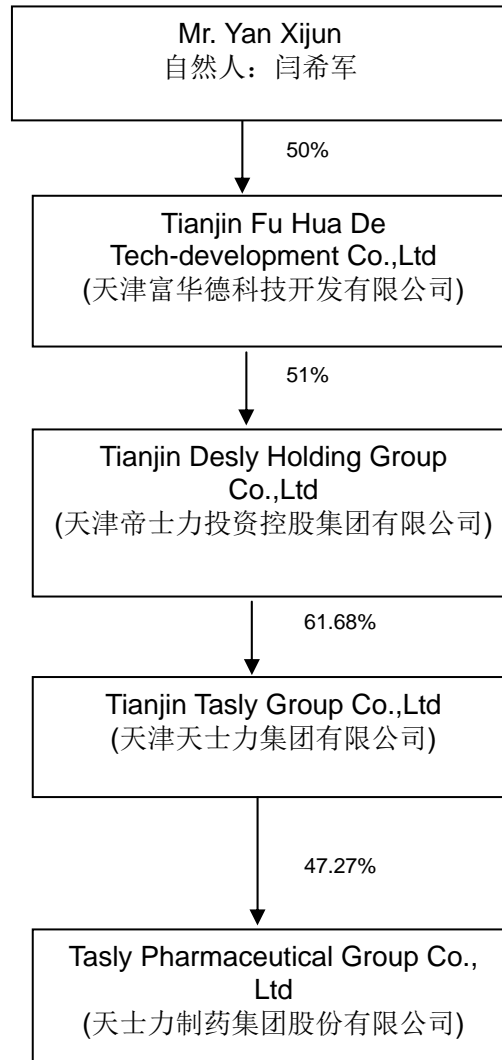 Mr. Yan Xijun
自然人：闫希军
50%
Tianjin Fu Hua De
Tech-development Co.,Ltd
(天津富华德科技开发有限公司)
51%
Tianjin Desly Holding Group
Co.,Ltd
(天津帝士力投资控股集团有限公司)
61.68%
Tianjin Tasly Group Co.,Ltd
(天津天士力集团有限公司)
47.27%
Tasly Pharmaceutical Group Co.,
Ltd
(天士力制药集团股份有限公司)